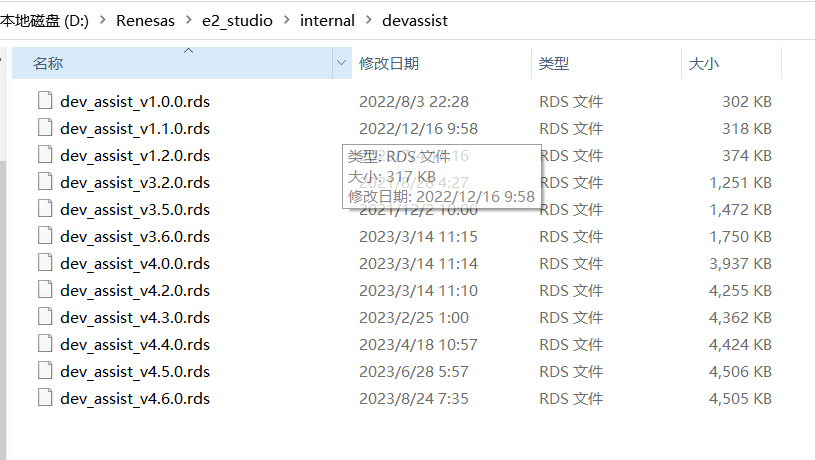 本地磁盘 (D:) > Renesas > e2_studio > internal > devassist
名称 修改日期 类型 大小
dev_assist_v1.0.0.rds 2022/8/3 22:28 RDS 文件 302 KB
dev_assist_v1.1.0.rds 2022/12/16 9:58 RDS 文件 318 KB
dev_assist_v1.2.0.rds RDS 文件 374 KB
类型: RDS 文件
大小: 317 KB
修改日期: 2022/12/16 9:58
dev_assist_v3.2.0.rds 4:27 RDS 文件 1,251 KB
dev_assist_v3.5.0.rds 2021/12/2 10:00 RDS 文件 1,472 KB
dev_assist_v3.6.0.rds 2023/3/14 11:15 RDS 文件 1,750 KB
dev_assist_v4.0.0.rds 2023/3/14 11:14 RDS 文件 3,937 KB
dev_assist_v4.2.0.rds 2023/3/14 11:10 RDS 文件 4,255 KB
dev_assist_v4.3.0.rds 2023/2/25 1:00 RDS 文件 4,362 KB
dev_assist_v4.4.0.rds 2023/4/18 10:57 RDS 文件 4,424 KB
dev_assist_v4.5.0.rds 2023/6/28 5:57 RDS 文件 4,506 KB
dev_assist_v4.6.0.rds 2023/8/24 7:35 RDS 文件 4,505 KB